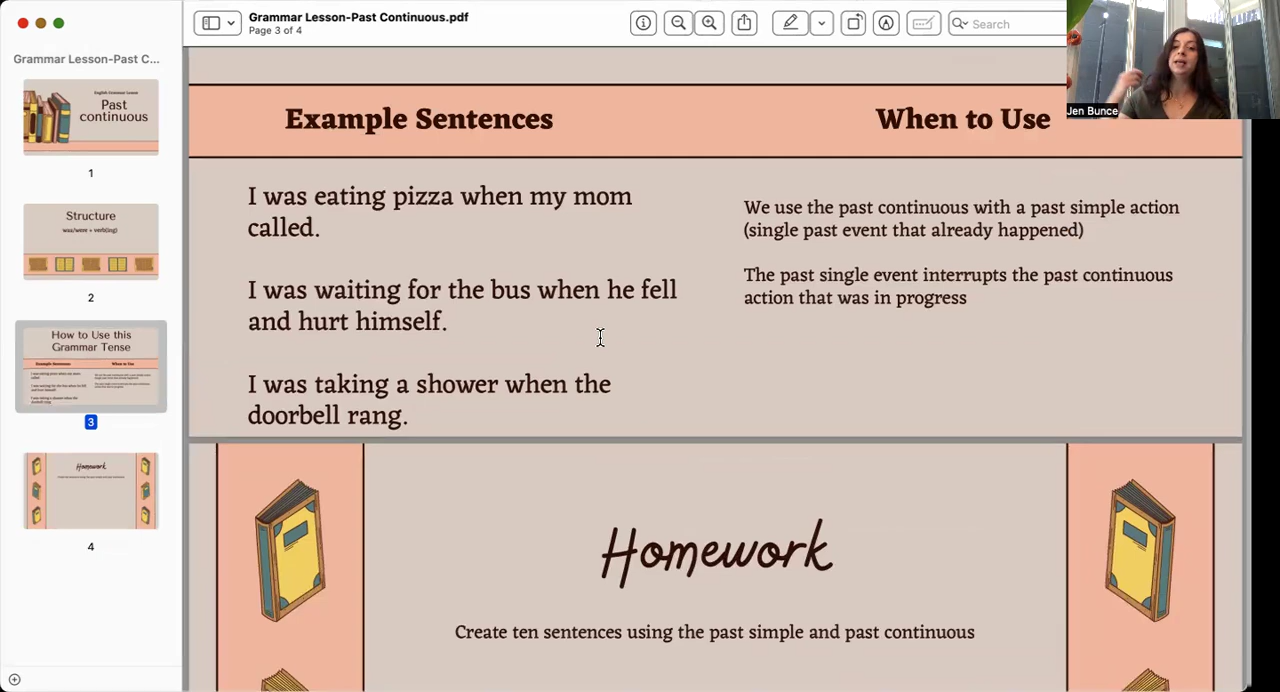 Grammar Lesson-Past Continuous.pdf
Page 3 of 4
Search
Jen Bunce
Grammar Lesson-Past C...
English Grammar Lesson
Past
continuous
1
Structure
was/were + verb(ing)
2
How to Use this
Grammar Tense
Example Sentences
When to Use
3
Homework
4
Example Sentences
When to Use
I was eating pizza when my mom
called.
I was waiting for the bus when he fell
and hurt himself.
I was taking a shower when the
doorbell rang.
We use the past continuous with a past simple action
(single past event that already happened)
The past single event interrupts the past continuous
action that was in progress
Homework
Create ten sentences using the past simple and past continuous